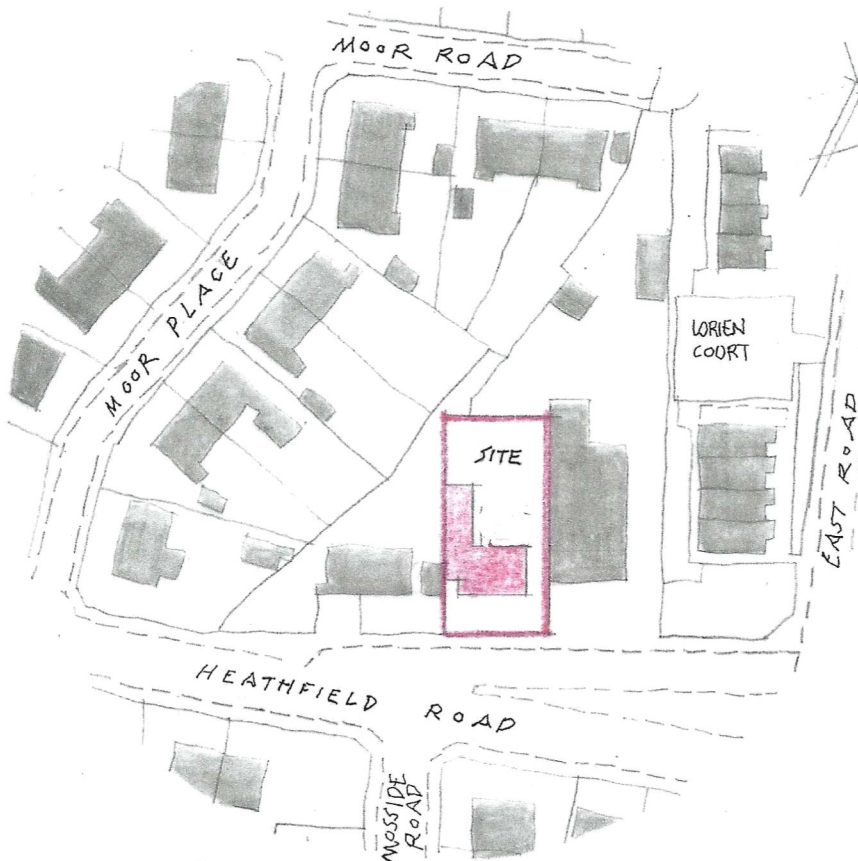 MOOR ROAD
MOOR PLACE
LORIEN
COURT
SITE
EAST ROAD
HEATHFIELD ROAD
MOSSIDE
ROAD